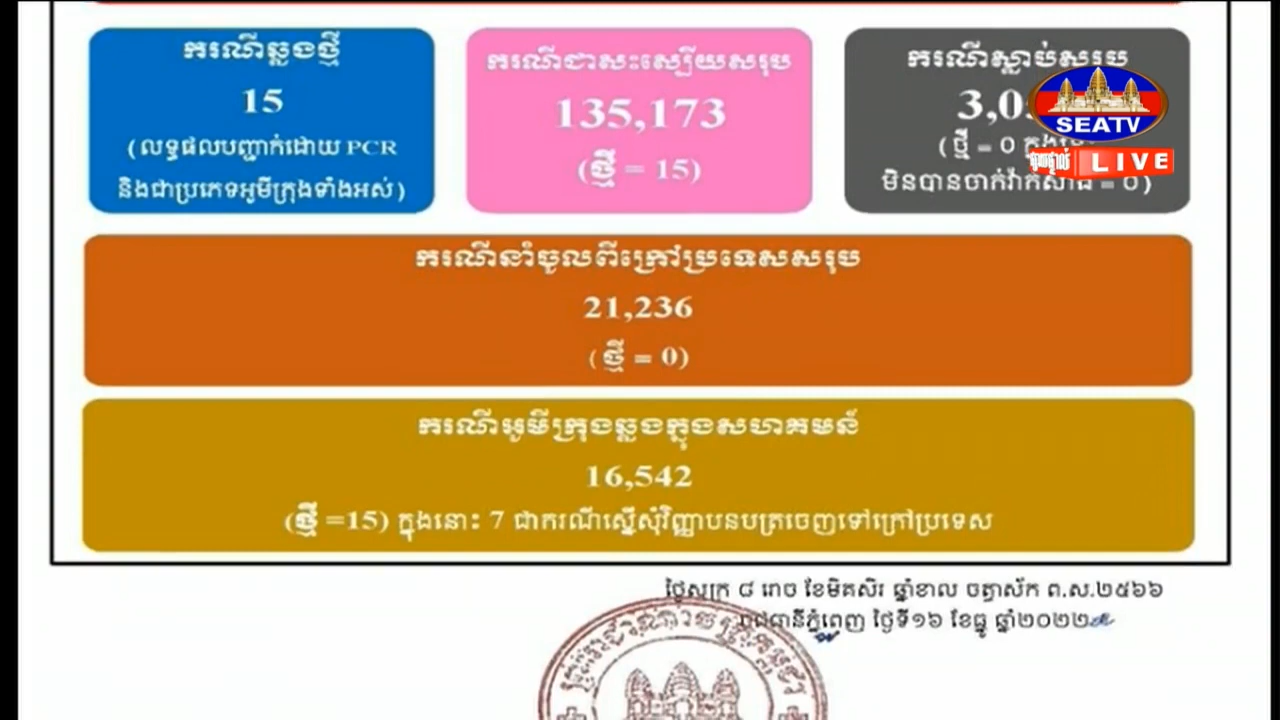 ករណីឆ្លងថ្មី
15
(លទ្ធផលបញ្ជាក់ដោយ PCR
និងជាប្រភេទអូមីក្រុងទាំងអស់)
ករណីជាសះស្បើយសរុប
135,173
(ថ្មី = 15)
ករណីស្លាប់សរុប
3,0
(ថ្មី = 0 ក្នុង
មិនបានចាក់វ៉ាក់សាំង = 0)
SEATV
ផ្សាយផ្ទាល់ LIVE
ករណីនាំចូលពីក្រៅប្រទេសសរុប
21,236
(ថ្មី = 0)
ករណីអូមីក្រុងឆ្លងក្នុងសហគមន៍
16,542
(ថ្មី =15) ក្នុងនោះ 7 ជាករណីស្នើសុំវិញ្ញាបនបត្រចេញទៅក្រៅប្រទេស
ថ្ងៃសុក្រ ៨ រោច ខែមិគសិរ ឆ្នាំខាល ចត្វាស័ក ព.ស.២៥៦៦
រាជធានីភ្នំពេញ ថ្ងៃទី១៦ ខែធ្នូ ឆ្នាំ២០២២